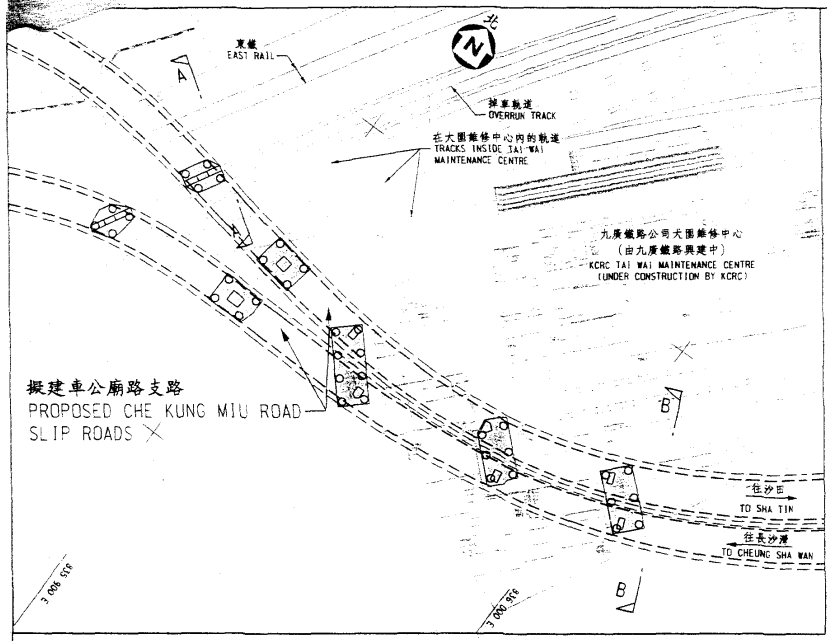 北
N
東鐵
EAST RAIL
A
掉車軌道
OVERRUN TRACK
在大圍維修中心內的軌道
TRACKS INSIDE TAI WAI
MAINTENANCE CENTRE
A
九廣鐵路公司大圍維修中心
(由九廣鐵路興建中)
KCRC TAI WAI MAINTENANCE CENTRE
(UNDER CONSTRUCTION BY KCRC)
擬建車公廟路支路
PROPOSED CHE KUNG MIU ROAD
SLIP ROADS
B
往沙田
TO SHA TIN
往長沙灣
TO CHEUNG SHA WAN
B
835 900 E
836 000 E